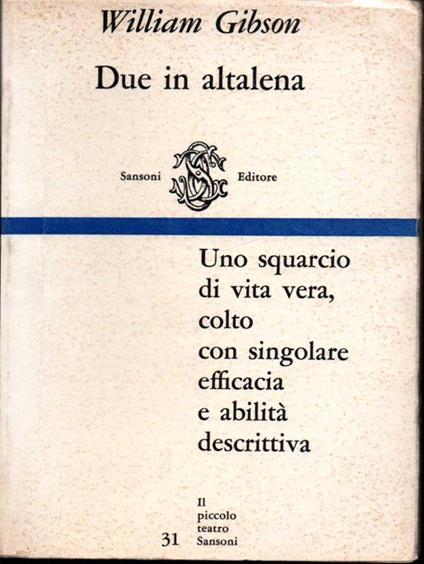 William Gibson
Due in altalena
Sansoni Editore
Uno squarcio
di vita vera,
colto
con singolare
efficacia
e abilità
descrittiva
Il
piccolo
teatro
31 Sansoni